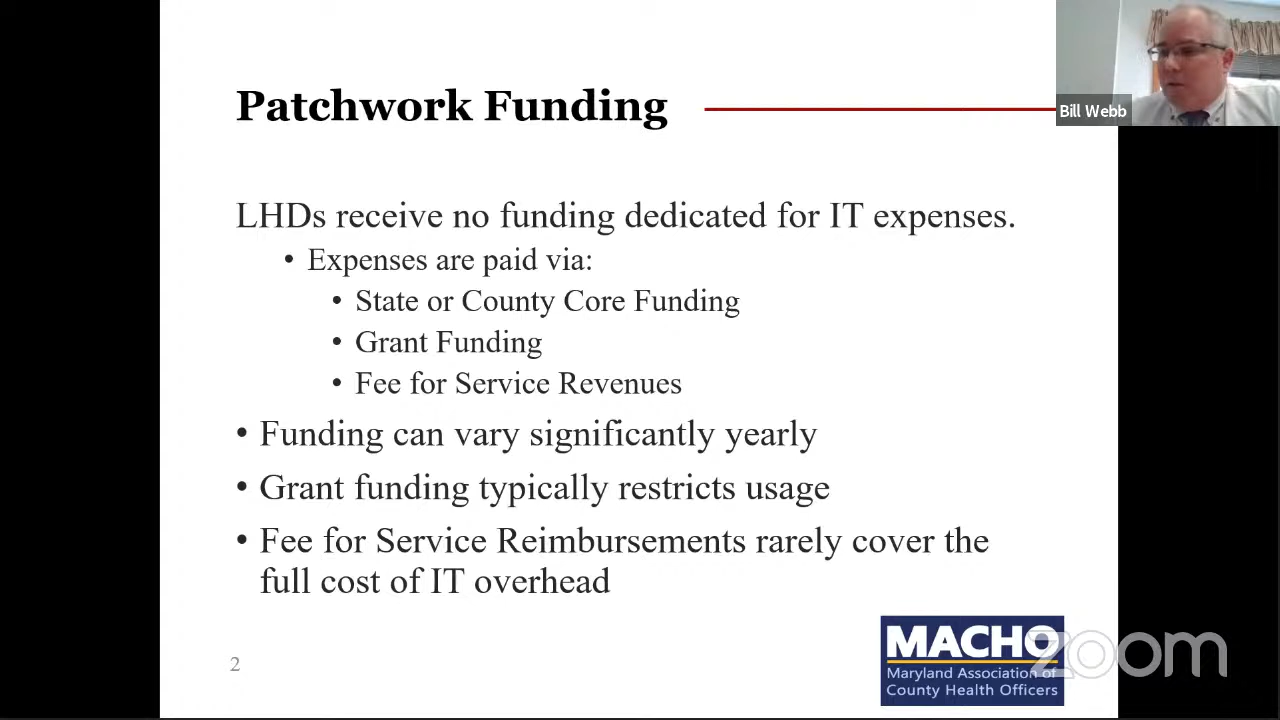 Patchwork Funding
Bill Webb
LHDs receive no funding dedicated for IT expenses.
• Expenses are paid via:
• State or County Core Funding
• Grant Funding
• Fee for Service Revenues
• Funding can vary significantly yearly
• Grant funding typically restricts usage
• Fee for Service Reimbursements rarely cover the
full cost of IT overhead
2
MACHO
Maryland Association of
County Health Officers
zoom